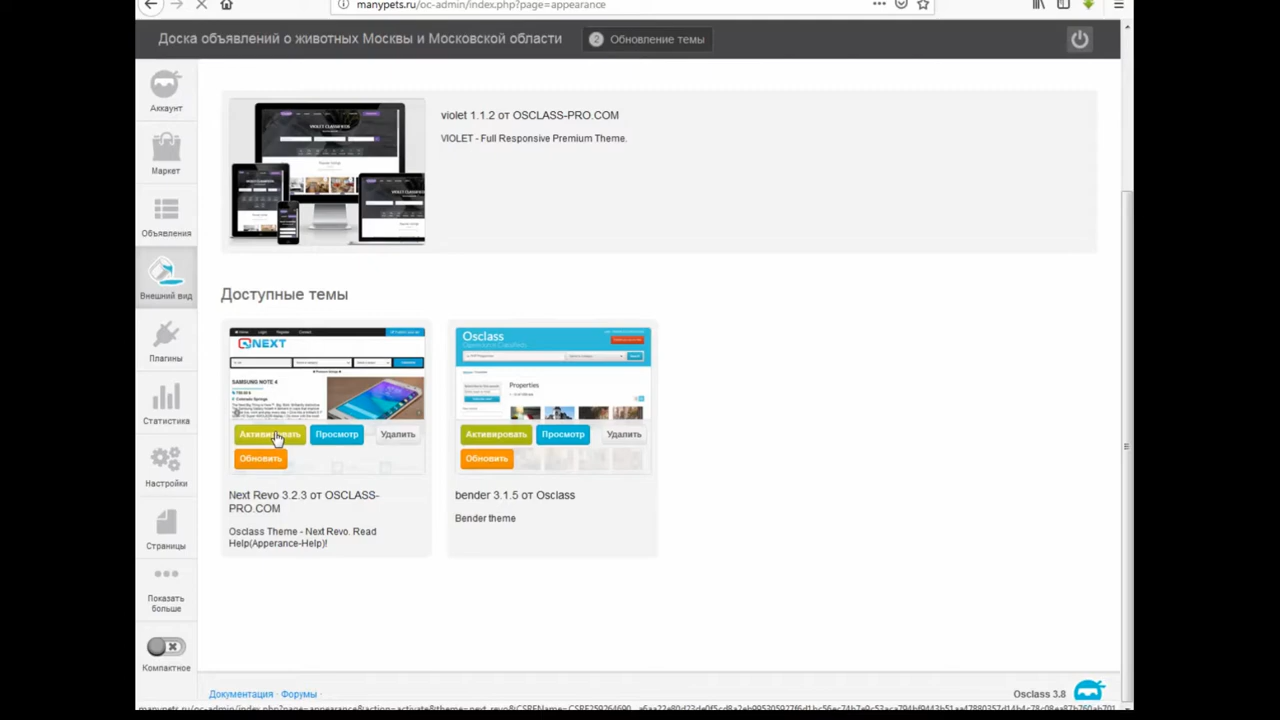 manypets.ru/oc-admin/index.php?page=appearance
Доска объявлений о животных Москвы и Московской области
2 Обновление темы
Аккаунт
Маркет
Объявления
Внешний вид
Плагины
Статистика
Настройки
Страницы
Показать
больше
Компактное
violet 1.1.2 от OSCLASS-PRO.COM
VIOLET - Full Responsive Premium Theme.
Доступные темы
NEXT
SAMSUNG NOTE 4
Активировать Просмотр Удалить
Обновить
Next Revo 3.2.3 от OSCLASS-
PRO.COM
Osclass Theme - Next Revo. Read
Help(Apperance-Help)!
Osclass
Properties
Активировать Просмотр Удалить
Обновить
bender 3.1.5 от Osclass
Bender theme
Документация · Форумы ·
Osclass 3.8